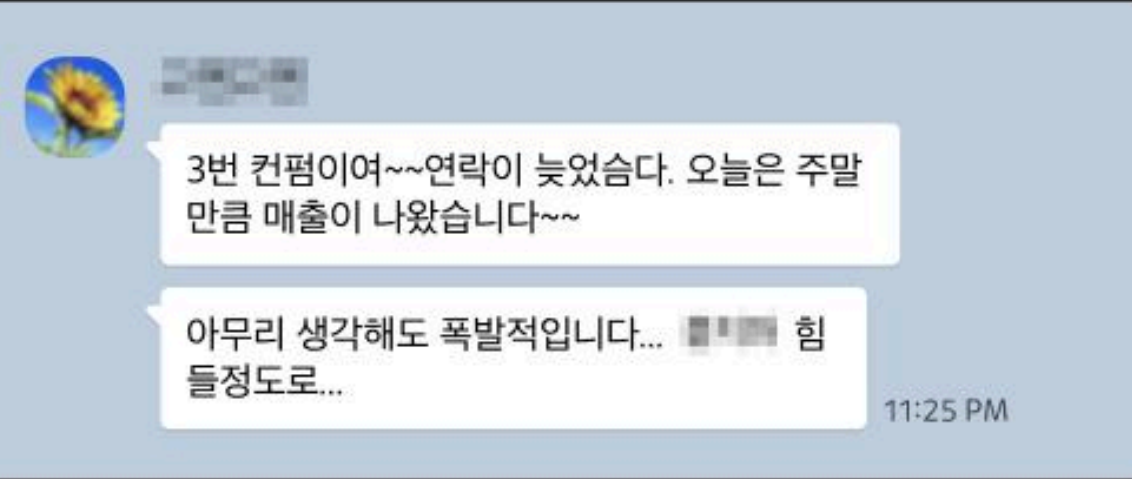 3번 컨펌이여~~연락이 늦었슴다. 오늘은 주말
만큼 매출이 나왔습니다~~
아무리 생각해도 폭발적입니다... 힘
들정도로...
11:25 PM